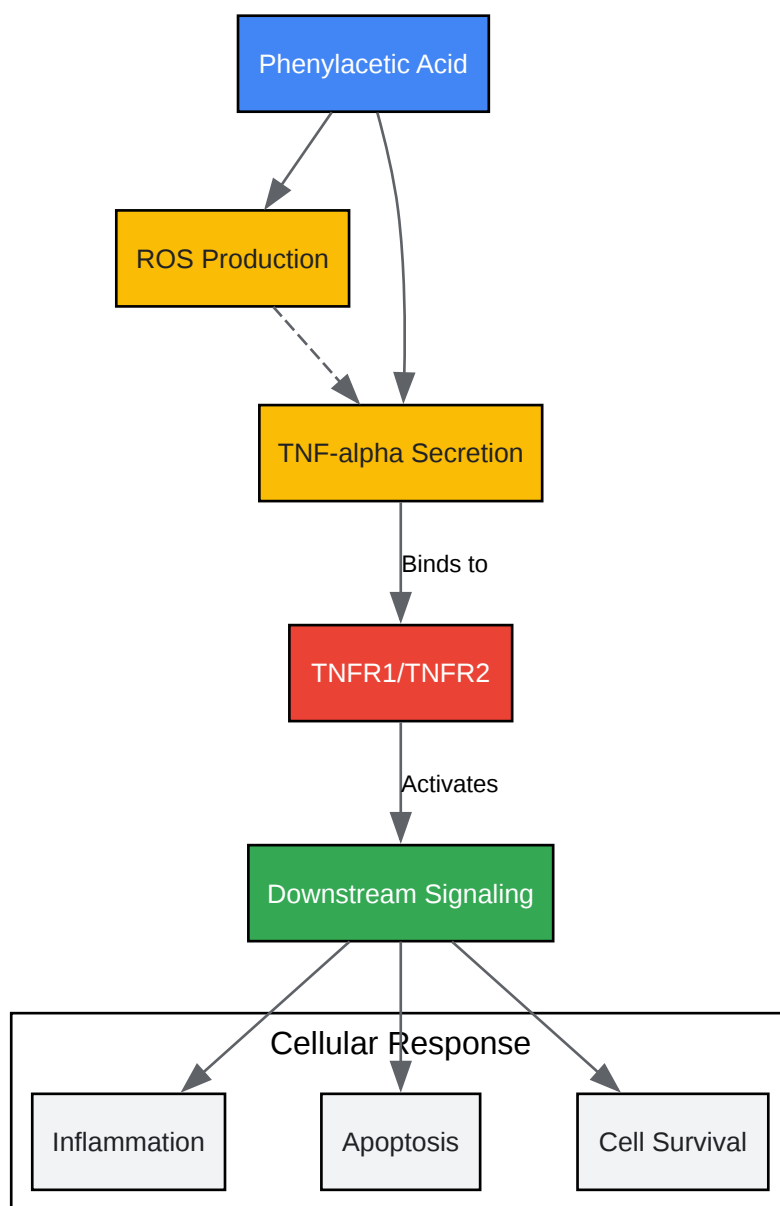 Phenylacetic Acid
ROS Production
TNF-alpha Secretion
Binds to
TNFR1/TNFR2
Activates
Downstream Signaling
Cellular Response
Inflammation
Apoptosis
Cell Survival